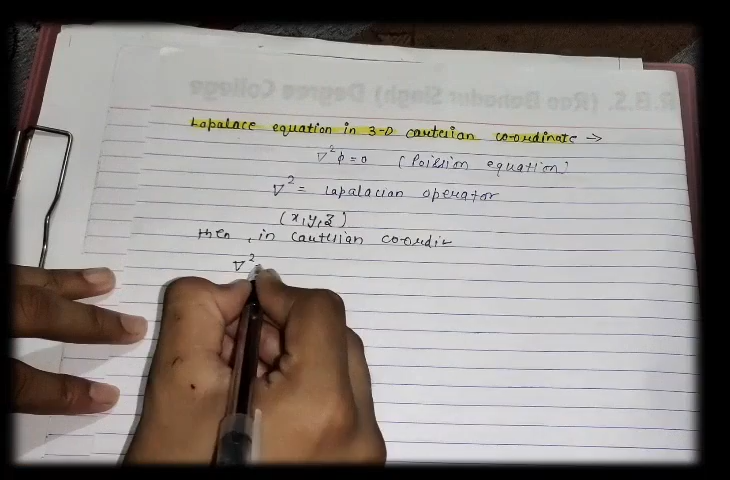 R.B.S. (Rao Bahadur Singh) Degree College
Lapalace equation in 3-D cartesian co-ordinate →
∇²φ = 0 (Poission equation)
∇² = Lapalacian operator
(x,y,z)
then, in cartesian co-ordi
∇²